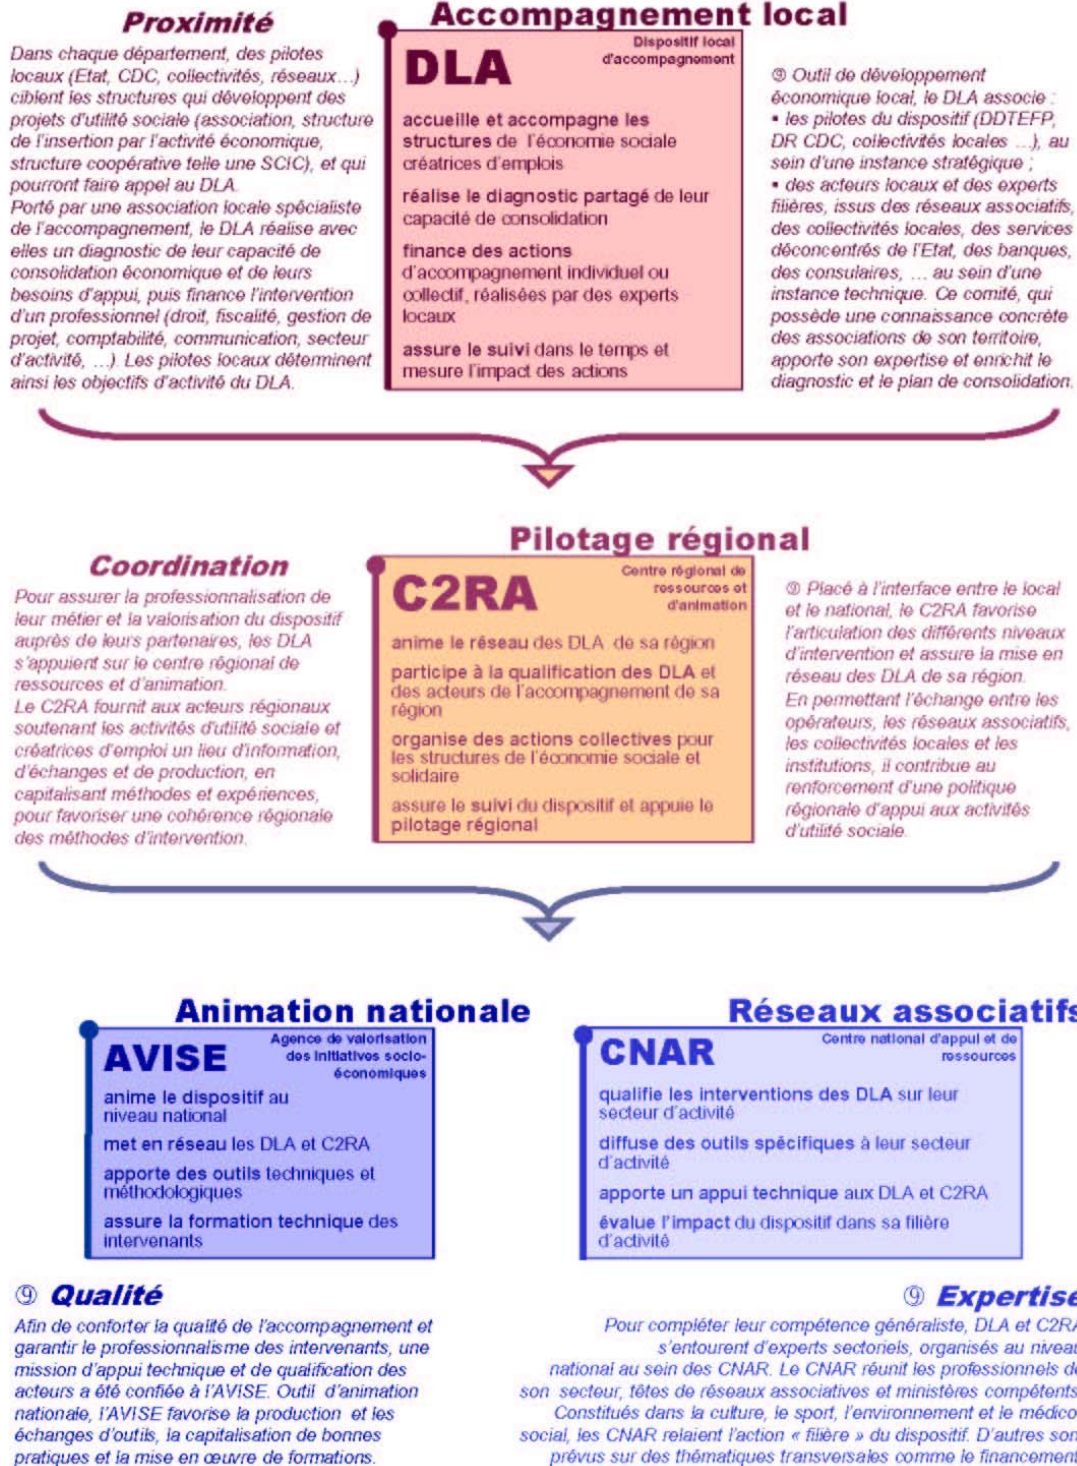 Proximité
Dans chaque département, des pilotes
locaux (Etat, CDC, collectivités, réseaux…)
ciblent les structures qui développent des
projets d'utilité sociale (association, structure
de l'insertion par l'activité économique,
structure coopérative telle une SCIC), et qui
pourront faire appel au DLA.
Porté par une association locale spécialiste
de l'accompagnement, le DLA réalise avec
elles un diagnostic de leur capacité de
consolidation économique et de leurs
besoins d'appui, puis finance l'intervention
d'un professionnel (droit, fiscalité, gestion de
projet, comptabilité, communication, secteur
d'activité, …). Les pilotes locaux déterminent
ainsi les objectifs d'activité du DLA.
Accompagnement local
DLA
Dispositif local
d'accompagnement
accueille et accompagne les
structures de l'économie sociale
créatrices d'emplois
réalise le diagnostic partagé de leur
capacité de consolidation
finance des actions
d'accompagnement individuel ou
collectif, réalisées par des experts
locaux
assure le suivi dans le temps et
mesure l'impact des actions
⑨ Outil de développement
économique local, le DLA associe :
▪ les pilotes du dispositif (DDTEFP,
DR CDC, collectivités locales …), au
sein d'une instance stratégique ;
▪ des acteurs locaux et des experts
filières, issus des réseaux associatifs,
des collectivités locales, des services
déconcentrés de l'Etat, des banques,
des consulaires, … au sein d'une
instance technique. Ce comité, qui
possède une connaissance concrète
des associations de son territoire,
apporte son expertise et enrichit le
diagnostic et le plan de consolidation.
Coordination
Pour assurer la professionnalisation de
leur métier et la valorisation du dispositif
auprès de leurs partenaires, les DLA
s'appuient sur le centre régional de
ressources et d'animation.
Le C2RA fournit aux acteurs régionaux
soutenant les activités d'utilité sociale et
créatrices d'emploi un lieu d'information,
d'échanges et de production, en
capitalisant méthodes et expériences,
pour favoriser une cohérence régionale
des méthodes d'intervention.
Pilotage régional
C2RA
Centre régional de
ressources et
d'animation
anime le réseau des DLA de sa région
participe à la qualification des DLA et
des acteurs de l'accompagnement de sa
région
organise des actions collectives pour
les structures de l'économie sociale et
solidaire
assure le suivi du dispositif et appuie le
pilotage régional
⑨ Placé à l'interface entre le local
et le national, le C2RA favorise
l'articulation des différents niveaux
d'intervention et assure la mise en
réseau des DLA de sa région.
En permettant l'échange entre les
opérateurs, les réseaux associatifs,
les collectivités locales et les
institutions, il contribue au
renforcement d'une politique
régionale d'appui aux activités
d'utilité sociale.
Animation nationale
AVISE
Agence de valorisation
des initiatives socio-
économiques
anime le dispositif au
niveau national
met en réseau les DLA et C2RA
apporte des outils techniques et
méthodologiques
assure la formation technique des
intervenants
⑨ Qualité
Afin de conforter la qualité de l'accompagnement et
garantir le professionnalisme des intervenants, une
mission d'appui technique et de qualification des
acteurs a été confiée à l'AVISE. Outil d'animation
nationale, l'AVISE favorise la production et les
échanges d'outils, la capitalisation de bonnes
pratiques et la mise en œuvre de formations.
Réseaux associatifs
CNAR
Centre national d'appui et de
ressources
qualifie les interventions des DLA sur leur
secteur d'activité
diffuse des outils spécifiques à leur secteur
d'activité
apporte un appui technique aux DLA et C2RA
évalue l'impact du dispositif dans sa filière
d'activité
⑨ Expertise
Pour compléter leur compétence généraliste, DLA et C2RA
s'entourent d'experts sectoriels, organisés au niveau
national au sein des CNAR. Le CNAR réunit les professionnels de
son secteur, têtes de réseaux associatives et ministères compétents.
Constitués dans la culture, le sport, l'environnement et le médico-
social, les CNAR relaient l'action « filière » du dispositif. D'autres son
prévus sur des thématiques transversales comme le financement